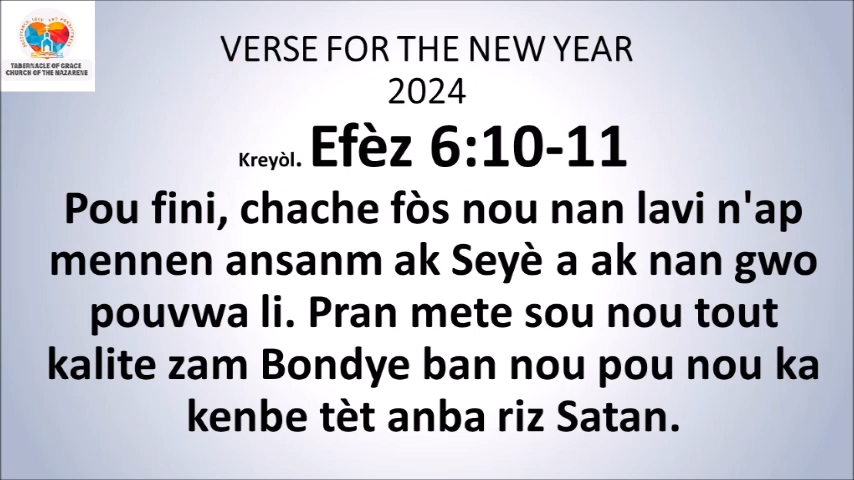 TABERNACLE OF GRACE
CHURCH OF THE NAZARENE
VERSE FOR THE NEW YEAR
2024
Kreyòl. Efèz 6:10-11
Pou fini, chache fòs nou nan lavi n'ap
mennen ansanm ak Seyè a ak nan gwo
pouvwa li. Pran mete sou nou tout
kalite zam Bondye ban nou pou nou ka
kenbe tèt anba riz Satan.